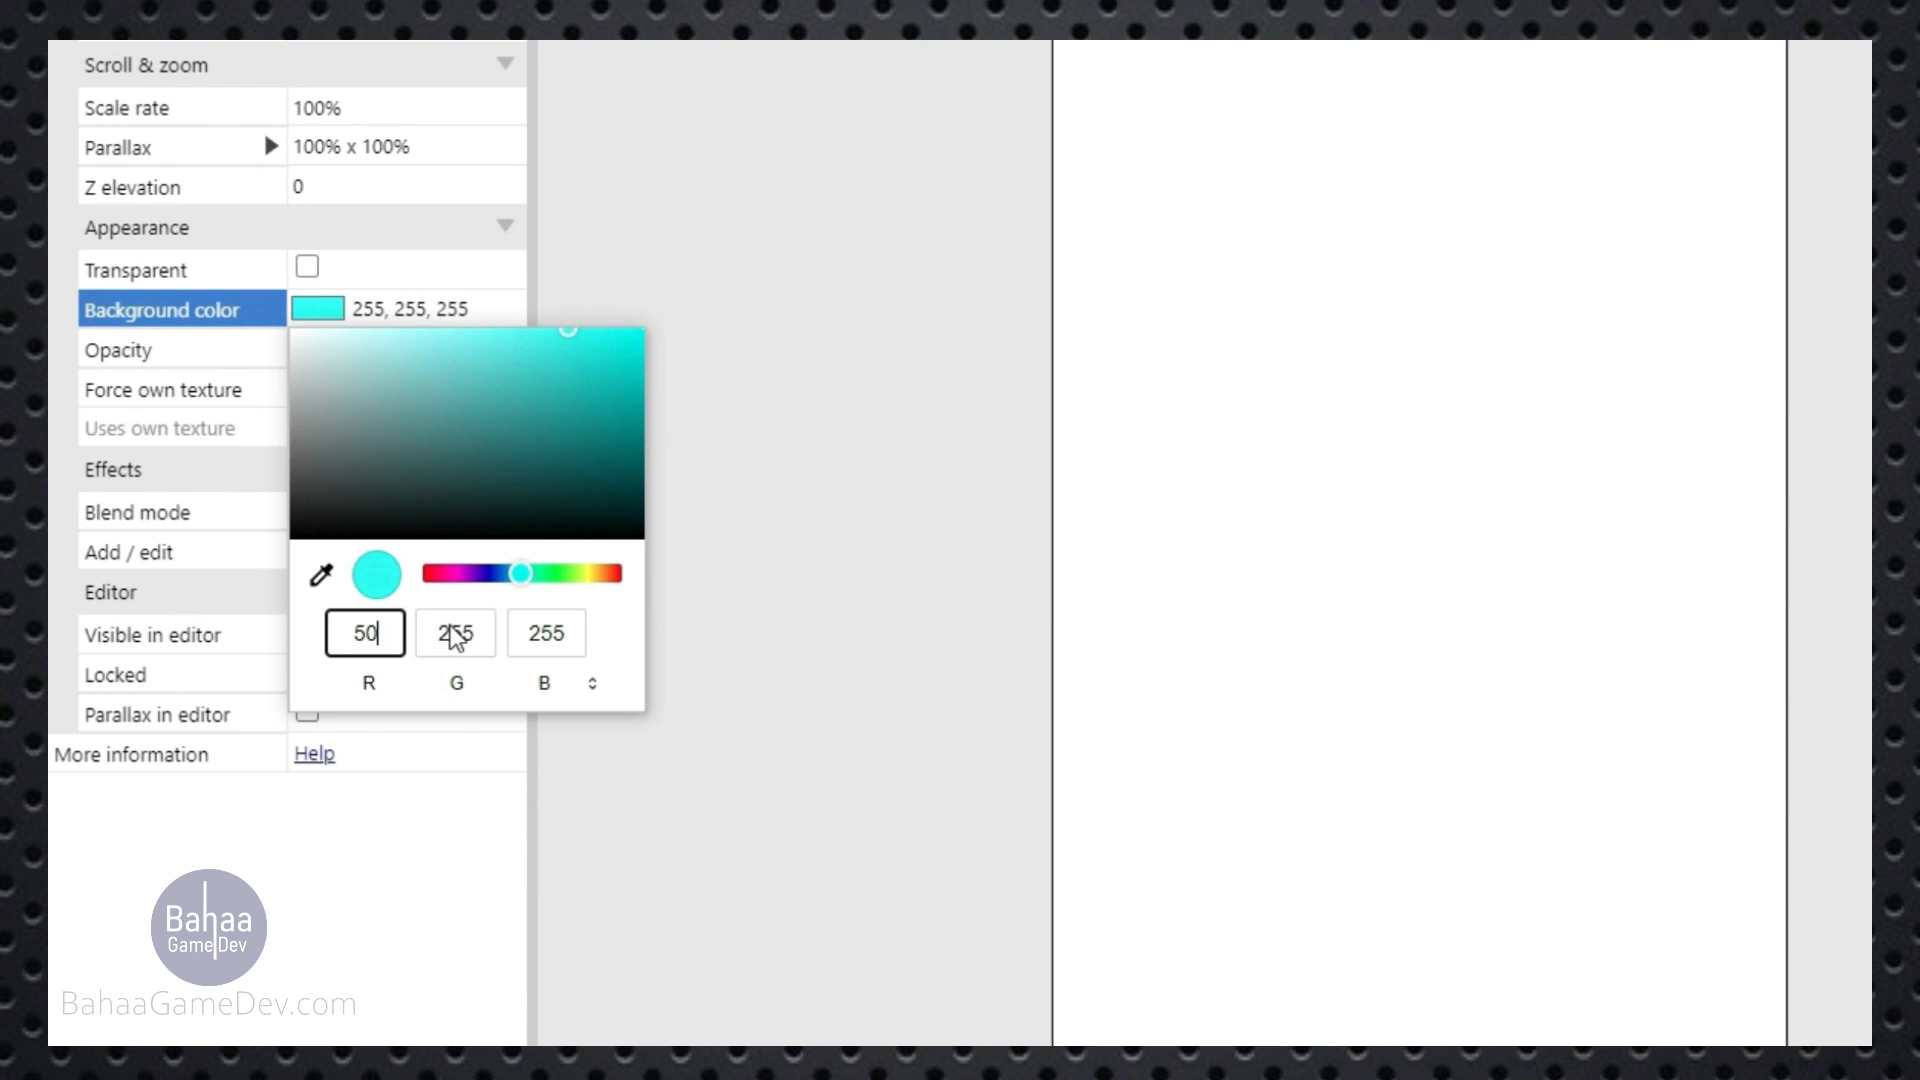 Scroll & zoom
Scale rate 100%
Parallax 100% x 100%
Z elevation 0
Appearance
Transparent
Background color 255, 255, 255
Opacity
Force own texture
Uses own texture
Effects
Blend mode
Add / edit
Editor
Visible in editor
Locked
Parallax in editor
More information Help
50 255 255
R G B
Bahaa
GameDev
BahaaGameDev.com